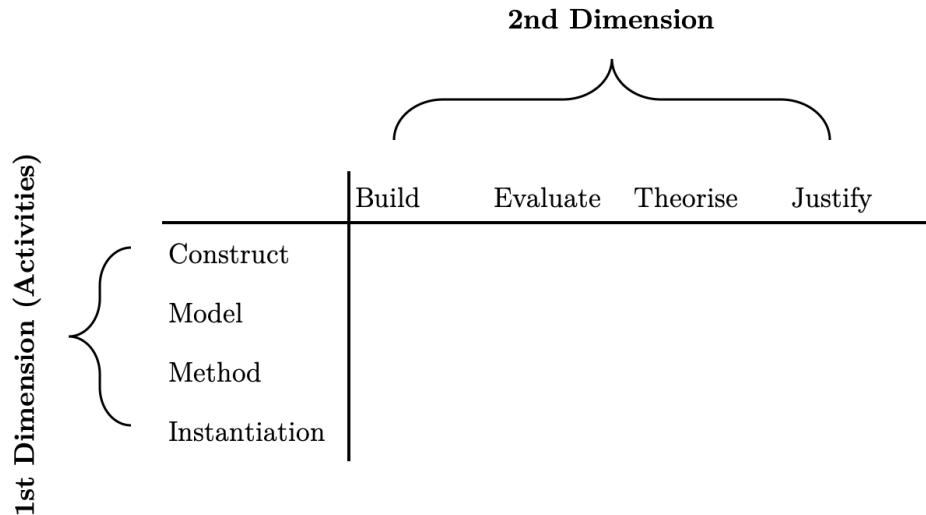 2nd Dimension
1st Dimension (Activities)
Build Evaluate Theorise Justify
Construct
Model
Method
Instantiation